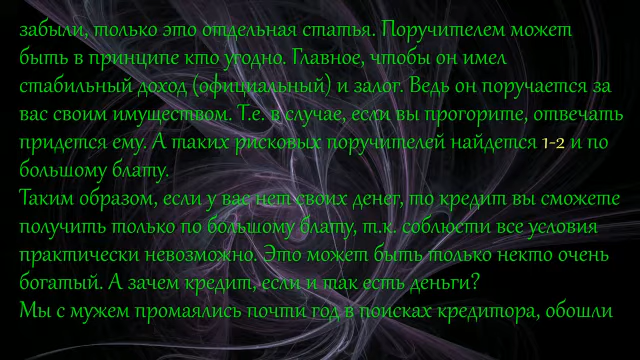 забыли, только это отдельная статья. Поручителем может
быть в принципе кто угодно. Главное, чтобы он имел
стабильный доход (официальный) и залог. Ведь он поручается за
вас своим имуществом. Т.е. в случае, если вы прогорите, отвечать
придется ему. А таких рисковых поручителей найдется 1-2 и по
большому блату.
Таким образом, если у вас нет своих денег, то кредит вы сможете
получить только по большому блату, т.к. соблюсти все условия
практически невозможно. Это может быть только некто очень
богатый. А зачем кредит, если и так есть деньги?
Мы с мужем промаялись почти год в поисках кредитора, обошли